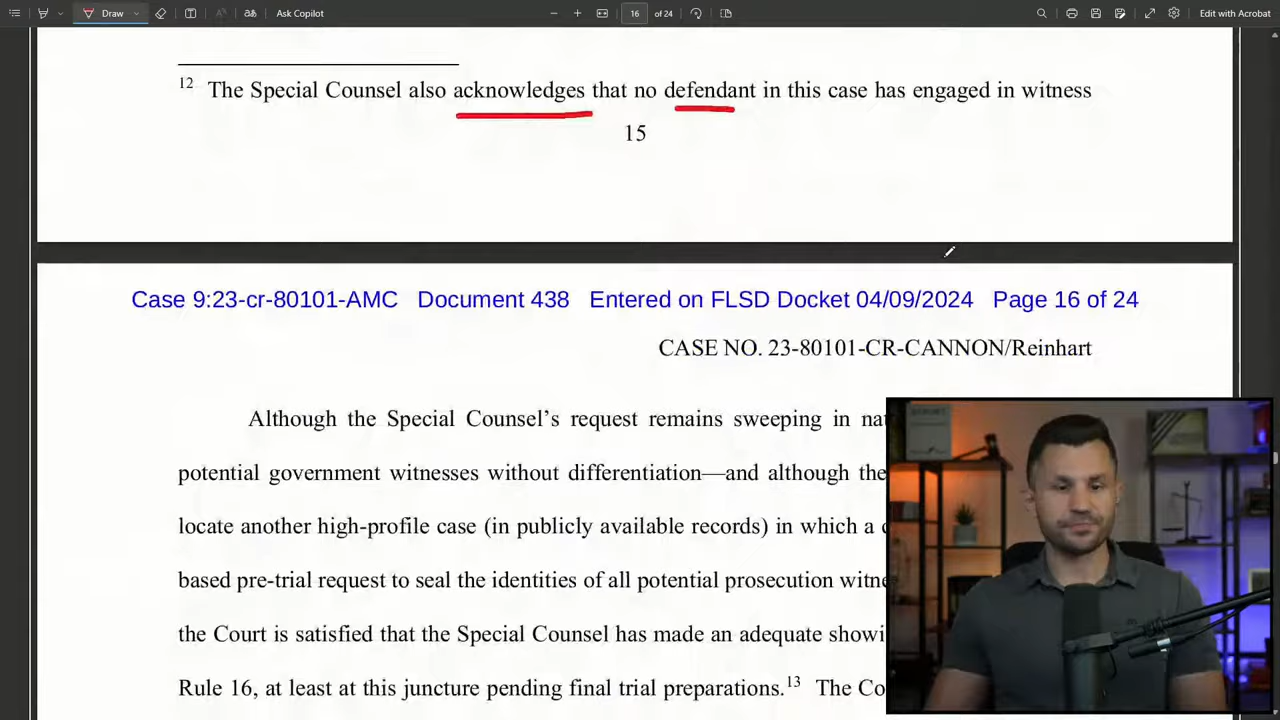 Draw
Ask Copilot
16 of 24
Edit with Acrobat
12 The Special Counsel also acknowledges that no defendant in this case has engaged in witness
15
Case 9:23-cr-80101-AMC Document 438 Entered on FLSD Docket 04/09/2024 Page 16 of 24
CASE NO. 23-80101-CR-CANNON/Reinhart
Although the Special Counsel’s request remains sweeping in
potential government witnesses without differentiation—and although the
locate another high-profile case (in publicly available records) in which a
based pre-trial request to seal the identities of all potential prosecution
the Court is satisfied that the Special Counsel has made an adequate
Rule 16, at least at this juncture pending final trial preparations.13 The